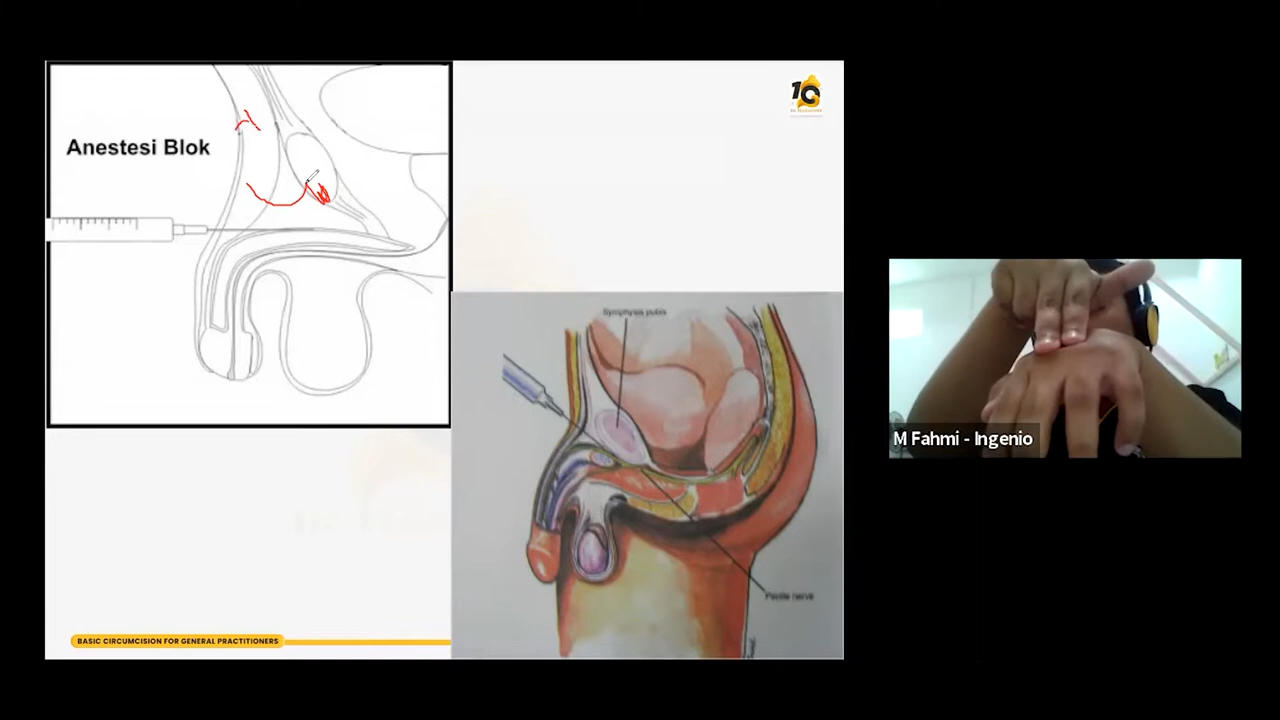 Anestesi Blok
Symphysis pubis
Penile nerve
BASIC CIRCUMCISION FOR GENERAL PRACTITIONERS
M Fahmi - Ingenio